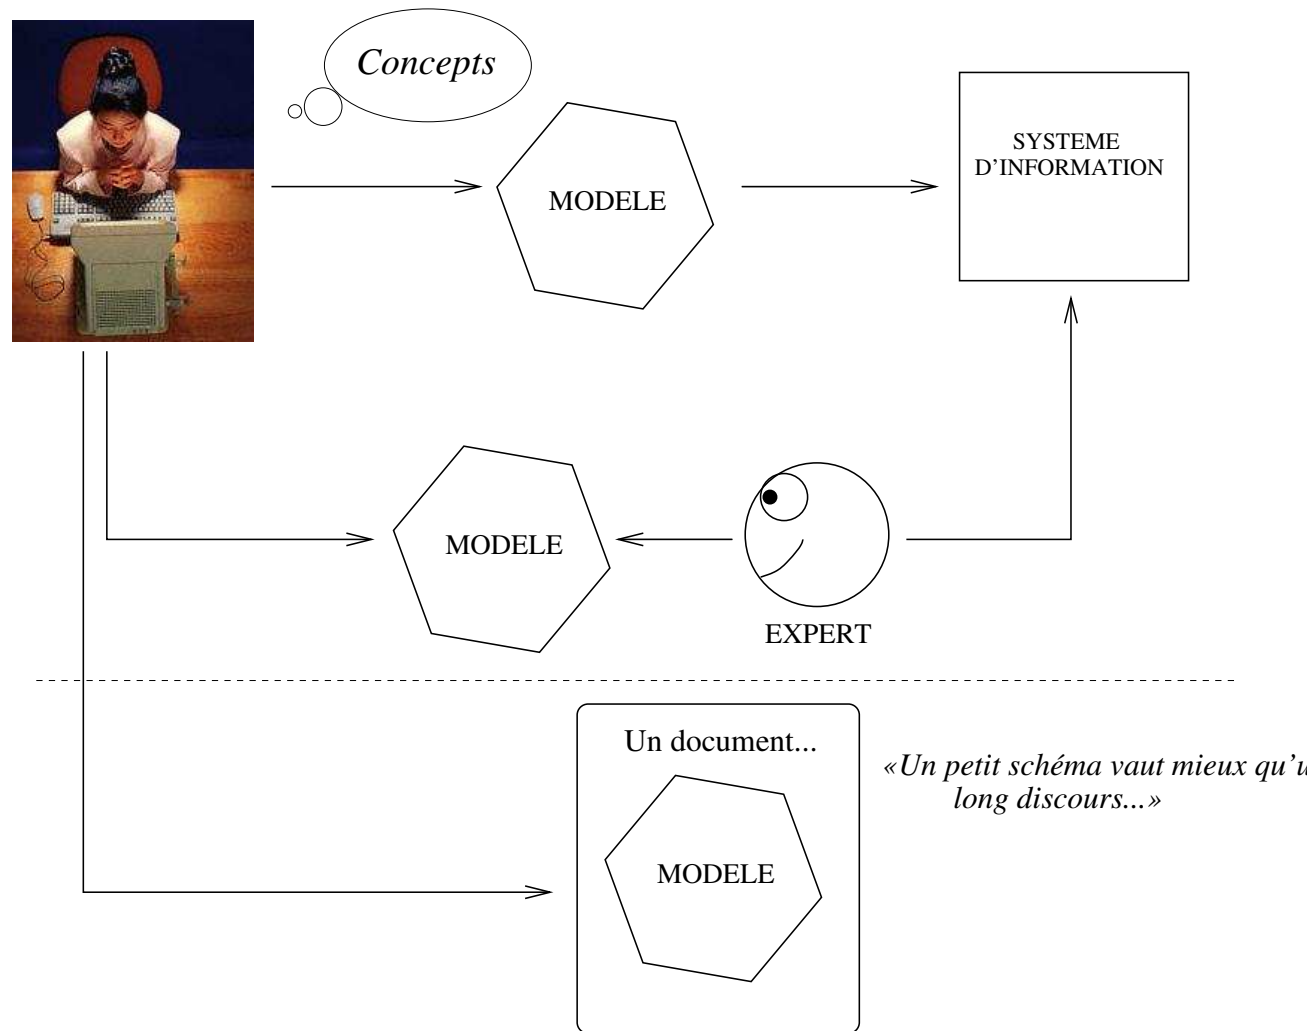 Concepts
SYSTEME
D'INFORMATION
MODELE
MODELE
EXPERT
Un document...
«Un petit schéma vaut mieux qu'u
long discours...»
MODELE